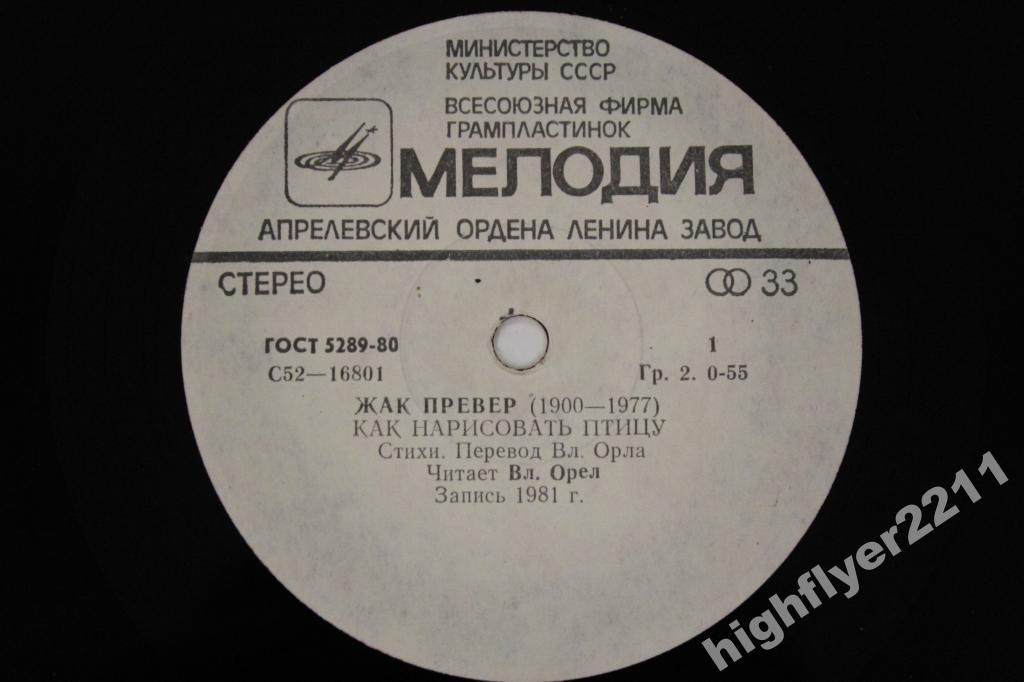 МИНИСТЕРСТВО
КУЛЬТУРЫ СССР
ВСЕСОЮЗНАЯ ФИРМА
ГРАМПЛАСТИНОК
МЕЛОДИЯ
АПРЕЛЕВСКИЙ ОРДЕНА ЛЕНИНА ЗАВОД
СТЕРЕО 33
ГОСТ 5289-80 1
С52—16801 Гр. 2. 0-55
ЖАК ПРЕВЕР (1900—1977)
КАК НАРИСОВАТЬ ПТИЦУ
Стихи. Перевод Вл. Орла
Читает Вл. Орел
Запись 1981 г.
highflyer2211